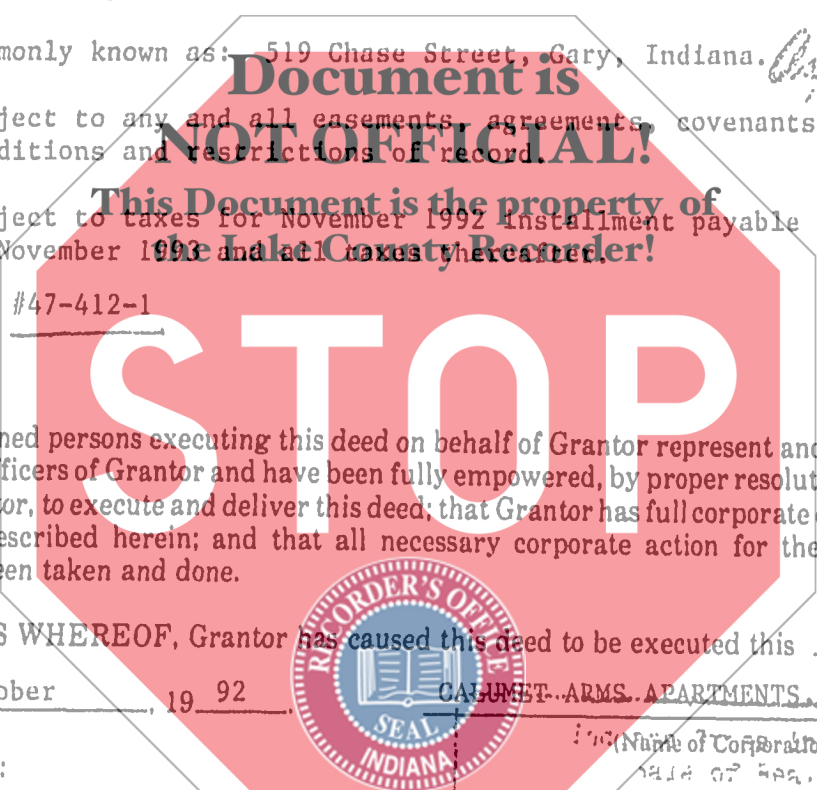 monly known as: 519 Chase Street, Gary, Indiana.
Document is
ject to any and all easements, agreements, covenants
NOT OFFICIAL!
ditions and restrictions of record.
This Document is the property of
ject to taxes for November 1992 installment payable
the Lake County Recorder!
November 1993 and all taxes thereafter.
#47-412-1
STOP
ned persons executing this deed on behalf of Grantor represent and
ficers of Grantor and have been fully empowered, by proper resolut
or, to execute and deliver this deed; that Grantor has full corporate
escribed herein; and that all necessary corporate action for the
een taken and done.
RECORDER'S OFFICE
S WHEREOF, Grantor has caused this deed to be executed this
ober , 19 92 .
CALUMET ARMS APARTMENTS,
SEAL
(Name of Corporatio
INDIANA